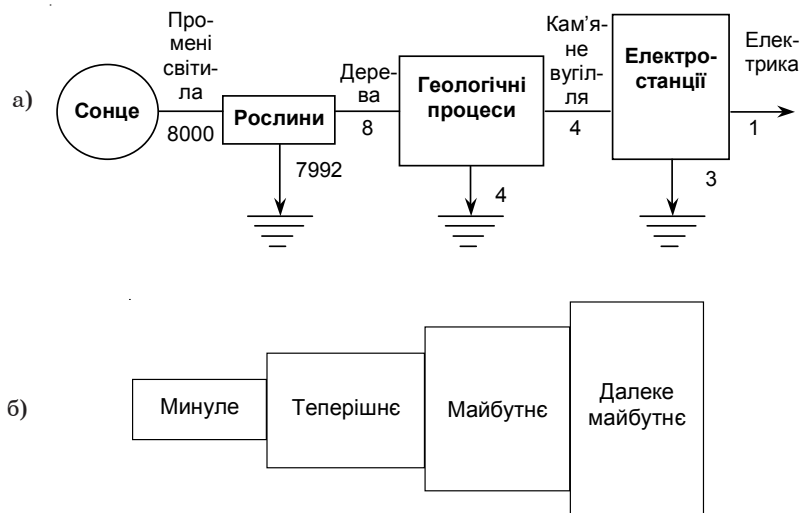 а)
Сонце
Про-
мені
світи-
ла
8000
Рослини
7992
Дере-
ва
8
Геологічні
процеси
4
Кам'я-
не
вугіл-
ля
4
Електро-
станції
3
Елек-
трика
1
б)
Минуле
Теперішнє
Майбутнє
Далеке
майбутнє